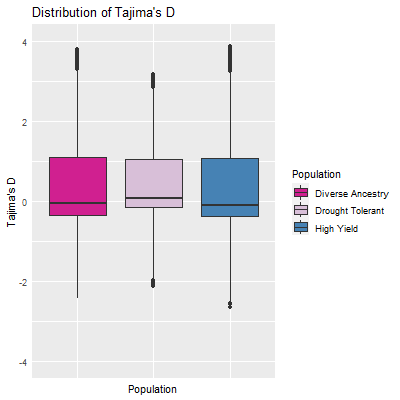 Distribution of Tajima's D
4
2
0
-2
-4
Tajima's D
Population
Population
Diverse Ancestry
Drought Tolerant
High Yield